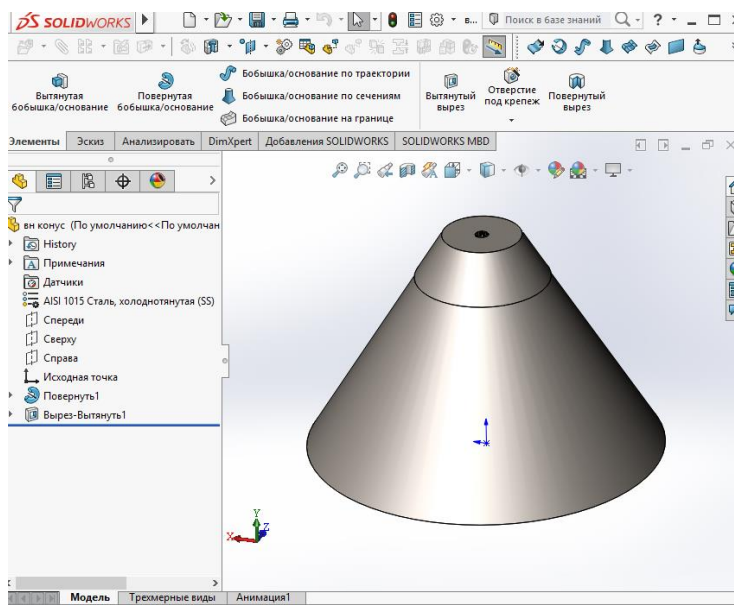 SOLIDWORKS
в...
Поиск в базе знаний
?
Вытянутая
бобышка/основание
Повернутая
бобышка/основание
Бобышка/основание по траектории
Бобышка/основание по сечениям
Бобышка/основание на границе
Вытянутый
вырез
Отверстие
под крепеж
Повернутый
вырез
Элементы
Эскиз
Анализировать
DimXpert
Добавления SOLIDWORKS
SOLIDWORKS MBD
вн конус (По умолчанию<<По умолчан
History
Примечания
Датчики
AISI 1015 Сталь, холоднотянутая (SS)
Спереди
Сверху
Справа
Исходная точка
Повернуть1
Вырез-Вытянуть1
Y
X
Z
Модель
Трехмерные виды
Анимация1